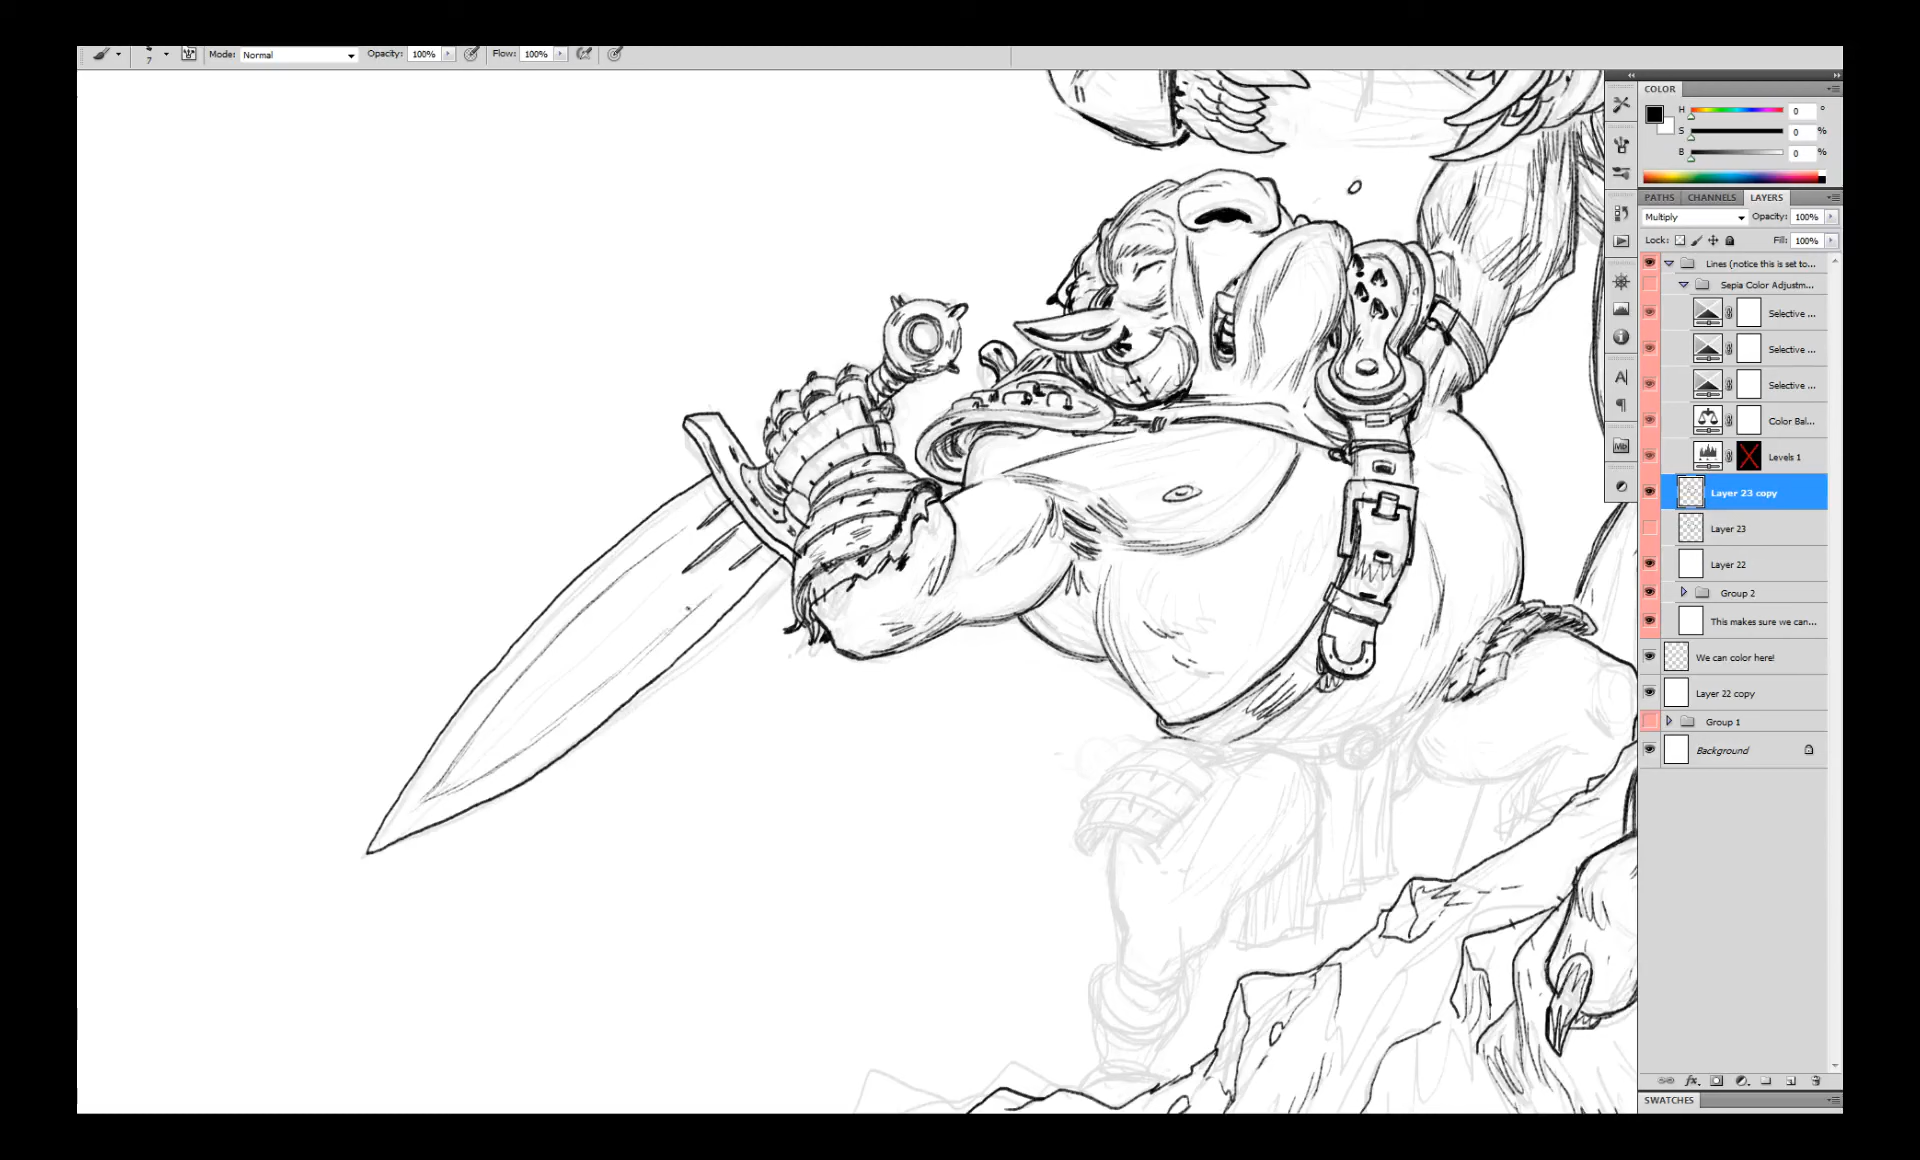 7 Mode: Normal Opacity: 100% Flow: 100%
COLOR
H 0 °
S 0 %
B 0 %
PATHS CHANNELS LAYERS
Multiply Opacity: 100%
Lock: Fill: 100%
Lines (notice this is set to...
Sepia Color Adjustm...
Selective ...
Selective ...
A
Selective ...
Color Bal...
Mb
Levels 1
Layer 23 copy
Layer 23
Layer 22
Group 2
This makes sure we can...
We can color here!
Layer 22 copy
Group 1
Background
fx
SWATCHES